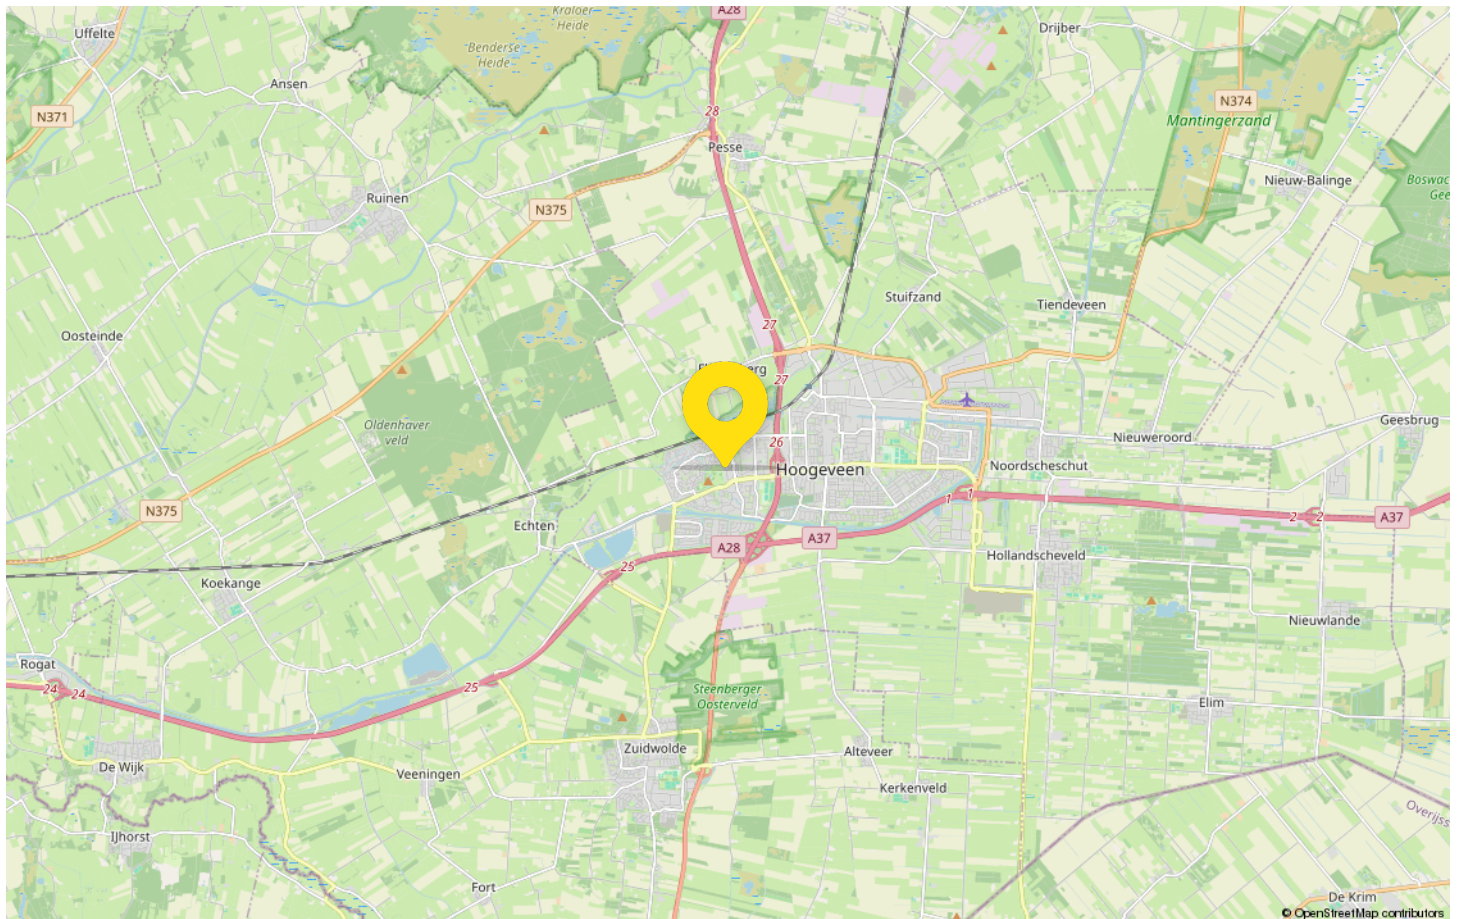 A28
Kraloer
Heide
Uffelte
Drijber
Benderse
Heide
Ansen
N374
N371
28
Mantingerzand
Pesse
Nieuw-Balinge
Boswac
Gee
Ruinen
N375
Stuifzand
Tiendeveen
27
Oosteinde
27
Oldenhaver
veld
Geesbrug
Nieuweroord
26
Hoogeveen
Noordscheschut
1
1
N375
2
2
A37
Echten
A28
A37
Hollandscheveld
25
Koekange
Nieuwlande
Rogat
24
24
25
Steenberger
Oosterveld
Elim
Zuidwolde
Alteveer
De Wijk
Veeningen
Kerkenveld
Overijss
IJhorst
Fort
De Krim
© OpenStreetMap contributors